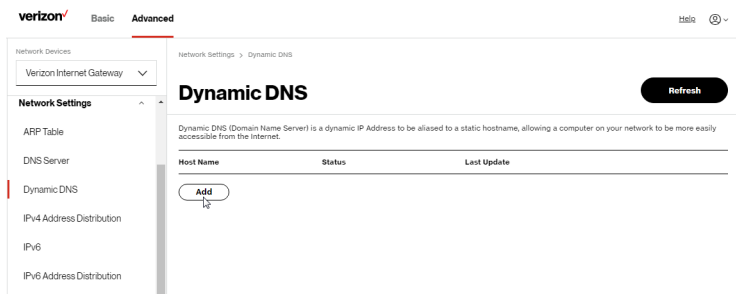 verizon Basic Advanced Help
Network Devices
Verizon Internet Gateway
Network Settings
ARP Table
DNS Server
Dynamic DNS
IPv4 Address Distribution
IPv6
IPv6 Address Distribution
Network Settings > Dynamic DNS
Dynamic DNS
Refresh
Dynamic DNS (Domain Name Server) is a dynamic IP Address to be aliased to a static hostname, allowing a computer on your network to be more easily
accessible from the Internet.
Host Name Status Last Update
Add